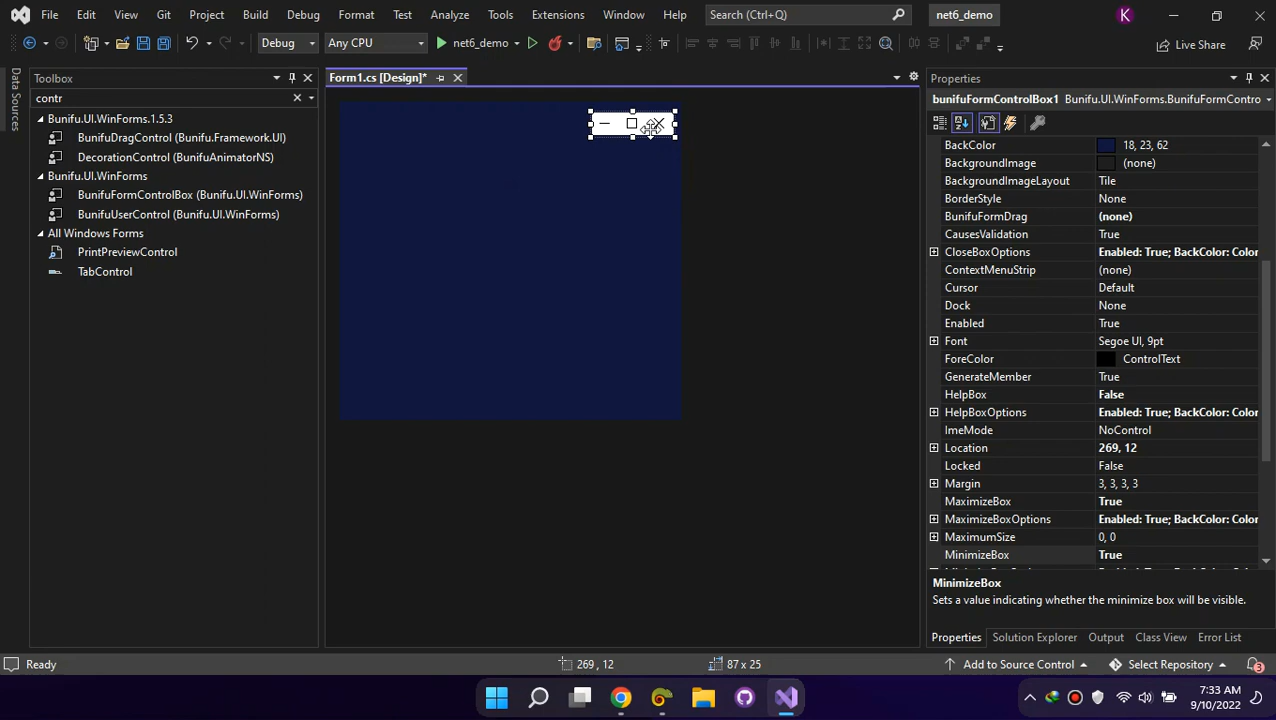 File Edit View Git Project Build Debug Format Test Analyze Tools Extensions Window Help Search (Ctrl+Q) net6_demo K
Debug Any CPU net6_demo Live Share
Data Sources
Toolbox
contr
Bunifu.UI.WinForms.1.5.3
BunifuDragControl (Bunifu.Framework.UI)
DecorationControl (BunifuAnimatorNS)
Bunifu.UI.WinForms
BunifuFormControlBox (Bunifu.UI.WinForms)
BunifuUserControl (Bunifu.UI.WinForms)
All Windows Forms
PrintPreviewControl
TabControl
Form1.cs [Design]*
Properties
bunifuFormControlBox1 Bunifu.UI.WinForms.BunifuFormContro
BackColor 18, 23, 62
BackgroundImage (none)
BackgroundImageLayout Tile
BorderStyle None
BunifuFormDrag (none)
CausesValidation True
CloseBoxOptions Enabled: True; BackColor: Color
ContextMenuStrip (none)
Cursor Default
Dock None
Enabled True
Font Segoe UI, 9pt
ForeColor ControlText
GenerateMember True
HelpBox False
HelpBoxOptions Enabled: True; BackColor: Color
ImeMode NoControl
Location 269, 12
Locked False
Margin 3, 3, 3, 3
MaximizeBox True
MaximizeBoxOptions Enabled: True; BackColor: Color
MaximumSize 0, 0
MinimizeBox True
MinimizeBox
Sets a value indicating whether the minimize box will be visible.
Properties Solution Explorer Output Class View Error List
Ready 269 , 12 87 x 25 Add to Source Control Select Repository 3
7:33 AM
9/10/2022